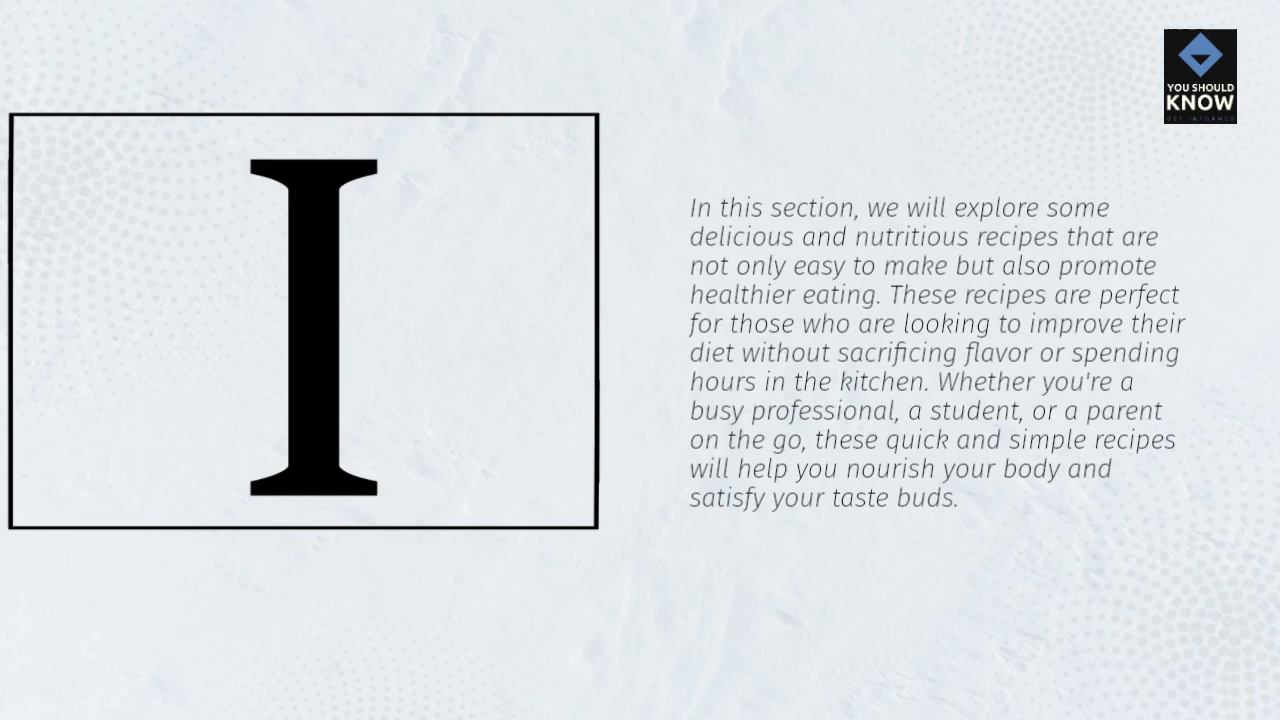 YOU SHOULD
KNOW
GET INFORMED
I
In this section, we will explore some
delicious and nutritious recipes that are
not only easy to make but also promote
healthier eating. These recipes are perfect
for those who are looking to improve their
diet without sacrificing flavor or spending
hours in the kitchen. Whether you're a
busy professional, a student, or a parent
on the go, these quick and simple recipes
will help you nourish your body and
satisfy your taste buds.